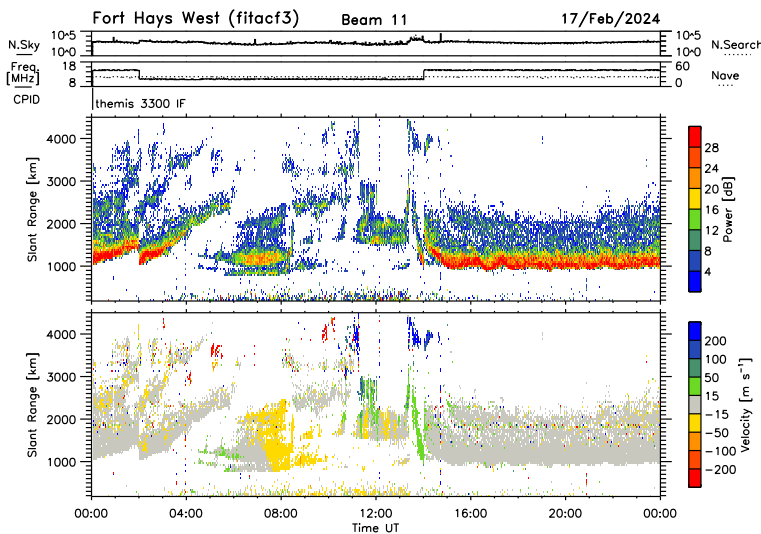 Fort Hays West (fitacf3) Beam 11 17/Feb/2024
N.Sky 10^5 10^5 N.Search
10^0 10^0
Freq. 18 60 Nave
[MHz] 8 0
CPID themis 3300 IF
Slant Range [km]
4000
3000
2000
1000
Power [dB]
28
24
20
16
12
8
4
Slant Range [km]
4000
3000
2000
1000
Velocity [m s⁻¹]
200
100
50
15
−15
−50
−100
−200
00:00 04:00 08:00 12:00 16:00 20:00 00:00
Time UT